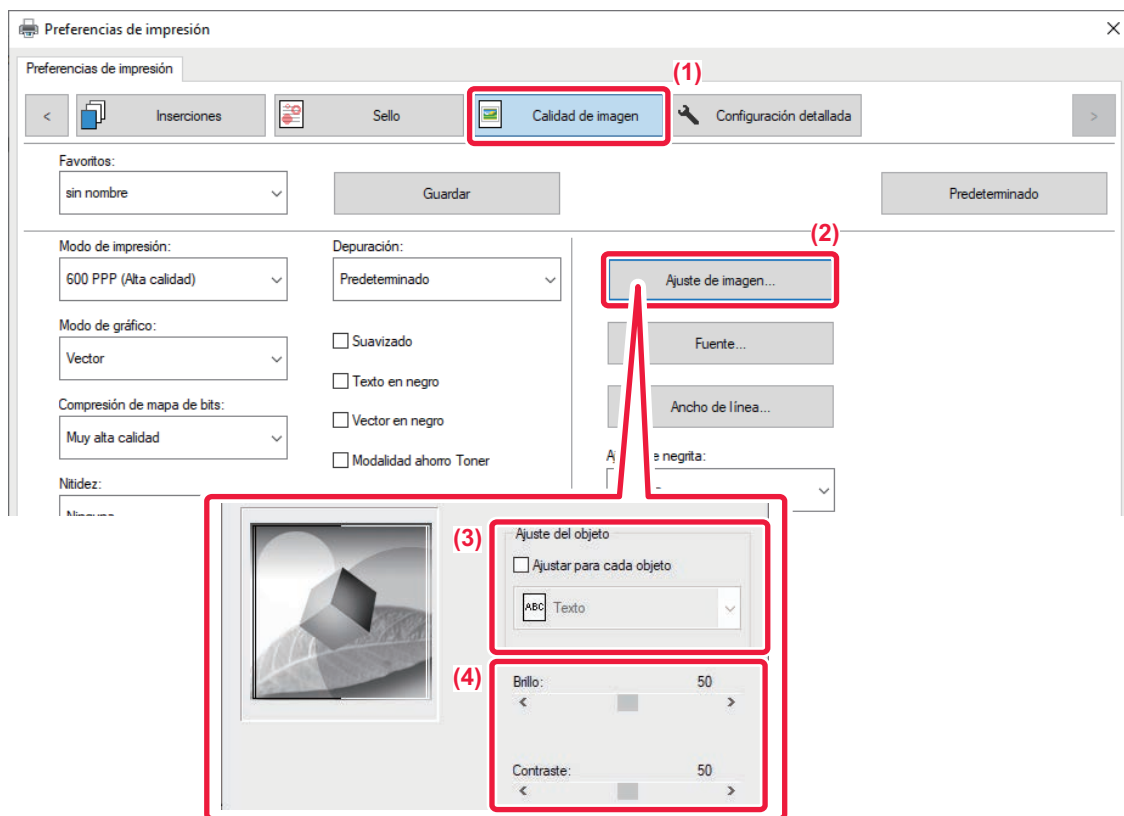 Preferencias de impresión
Preferencias de impresión
(1)
< Inserciones Sello Calidad de imagen Configuración detallada >
Favoritos:
sin nombre Guardar Predeterminado
(2)
Modo de impresión: Depuración:
600 PPP (Alta calidad) Predeterminado Ajuste de imagen...
Modo de gráfico:
Vector Suavizado Fuente...
Texto en negro
Compresión de mapa de bits: Ancho de línea...
Muy alta calidad Vector en negro
Modalidad ahorro Toner e negrita:
Nitidez:
Ninguno
(3) Ajuste del objeto
Ajustar para cada objeto
ABC Texto
(4) Brillo: 50
< >
Contraste: 50
< >